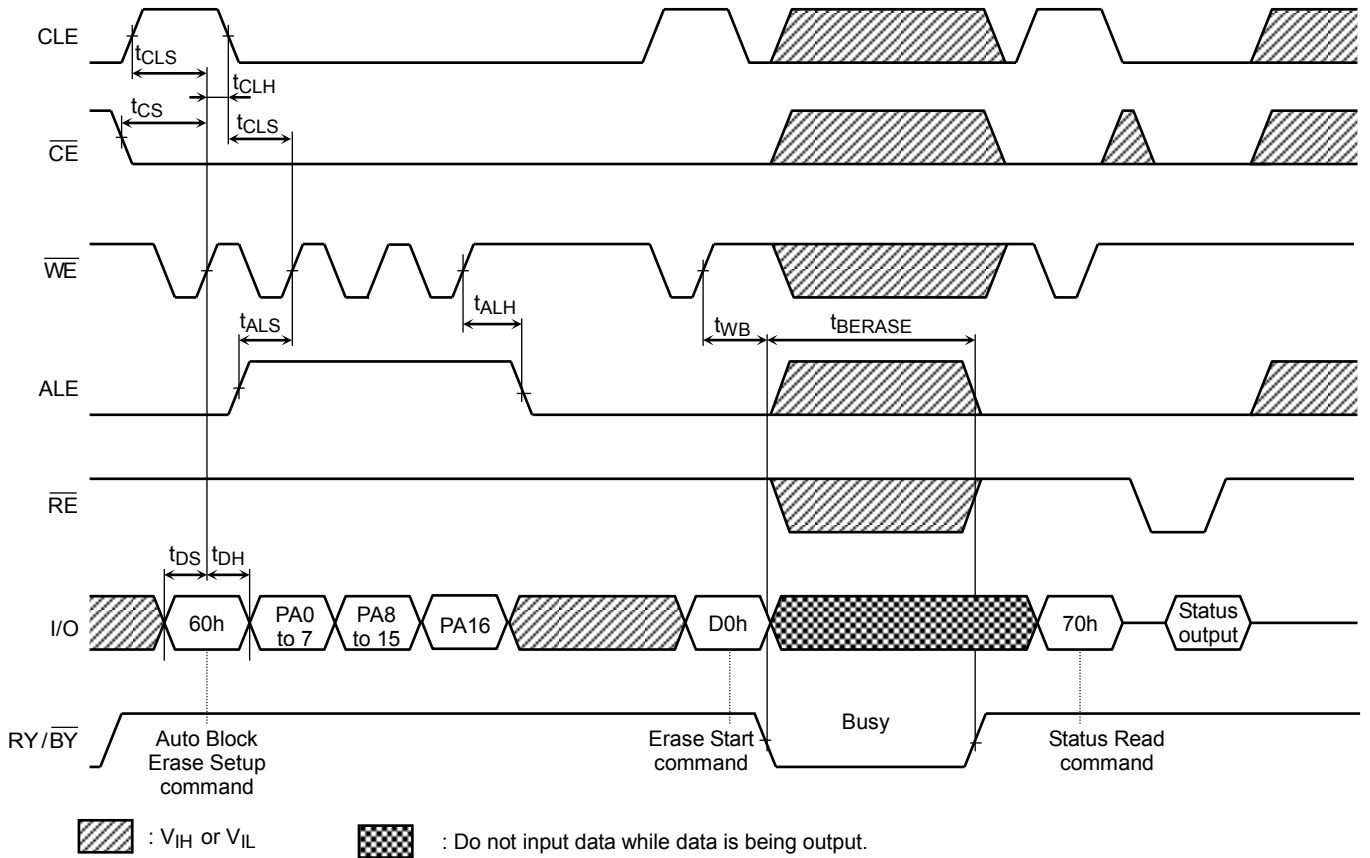 CLE
tCLS
tCLH
tCS
tCLS
CE
WE
tALS
tALH
tWB
tBERASE
ALE
RE
tDS
tDH
I/O
60h
PA0
to 7
PA8
to 15
PA16
D0h
70h
Status
output
RY/BY
Auto Block
Erase Setup
command
Erase Start
command
Busy
Status Read
command
: VIH or VIL
: Do not input data while data is being output.